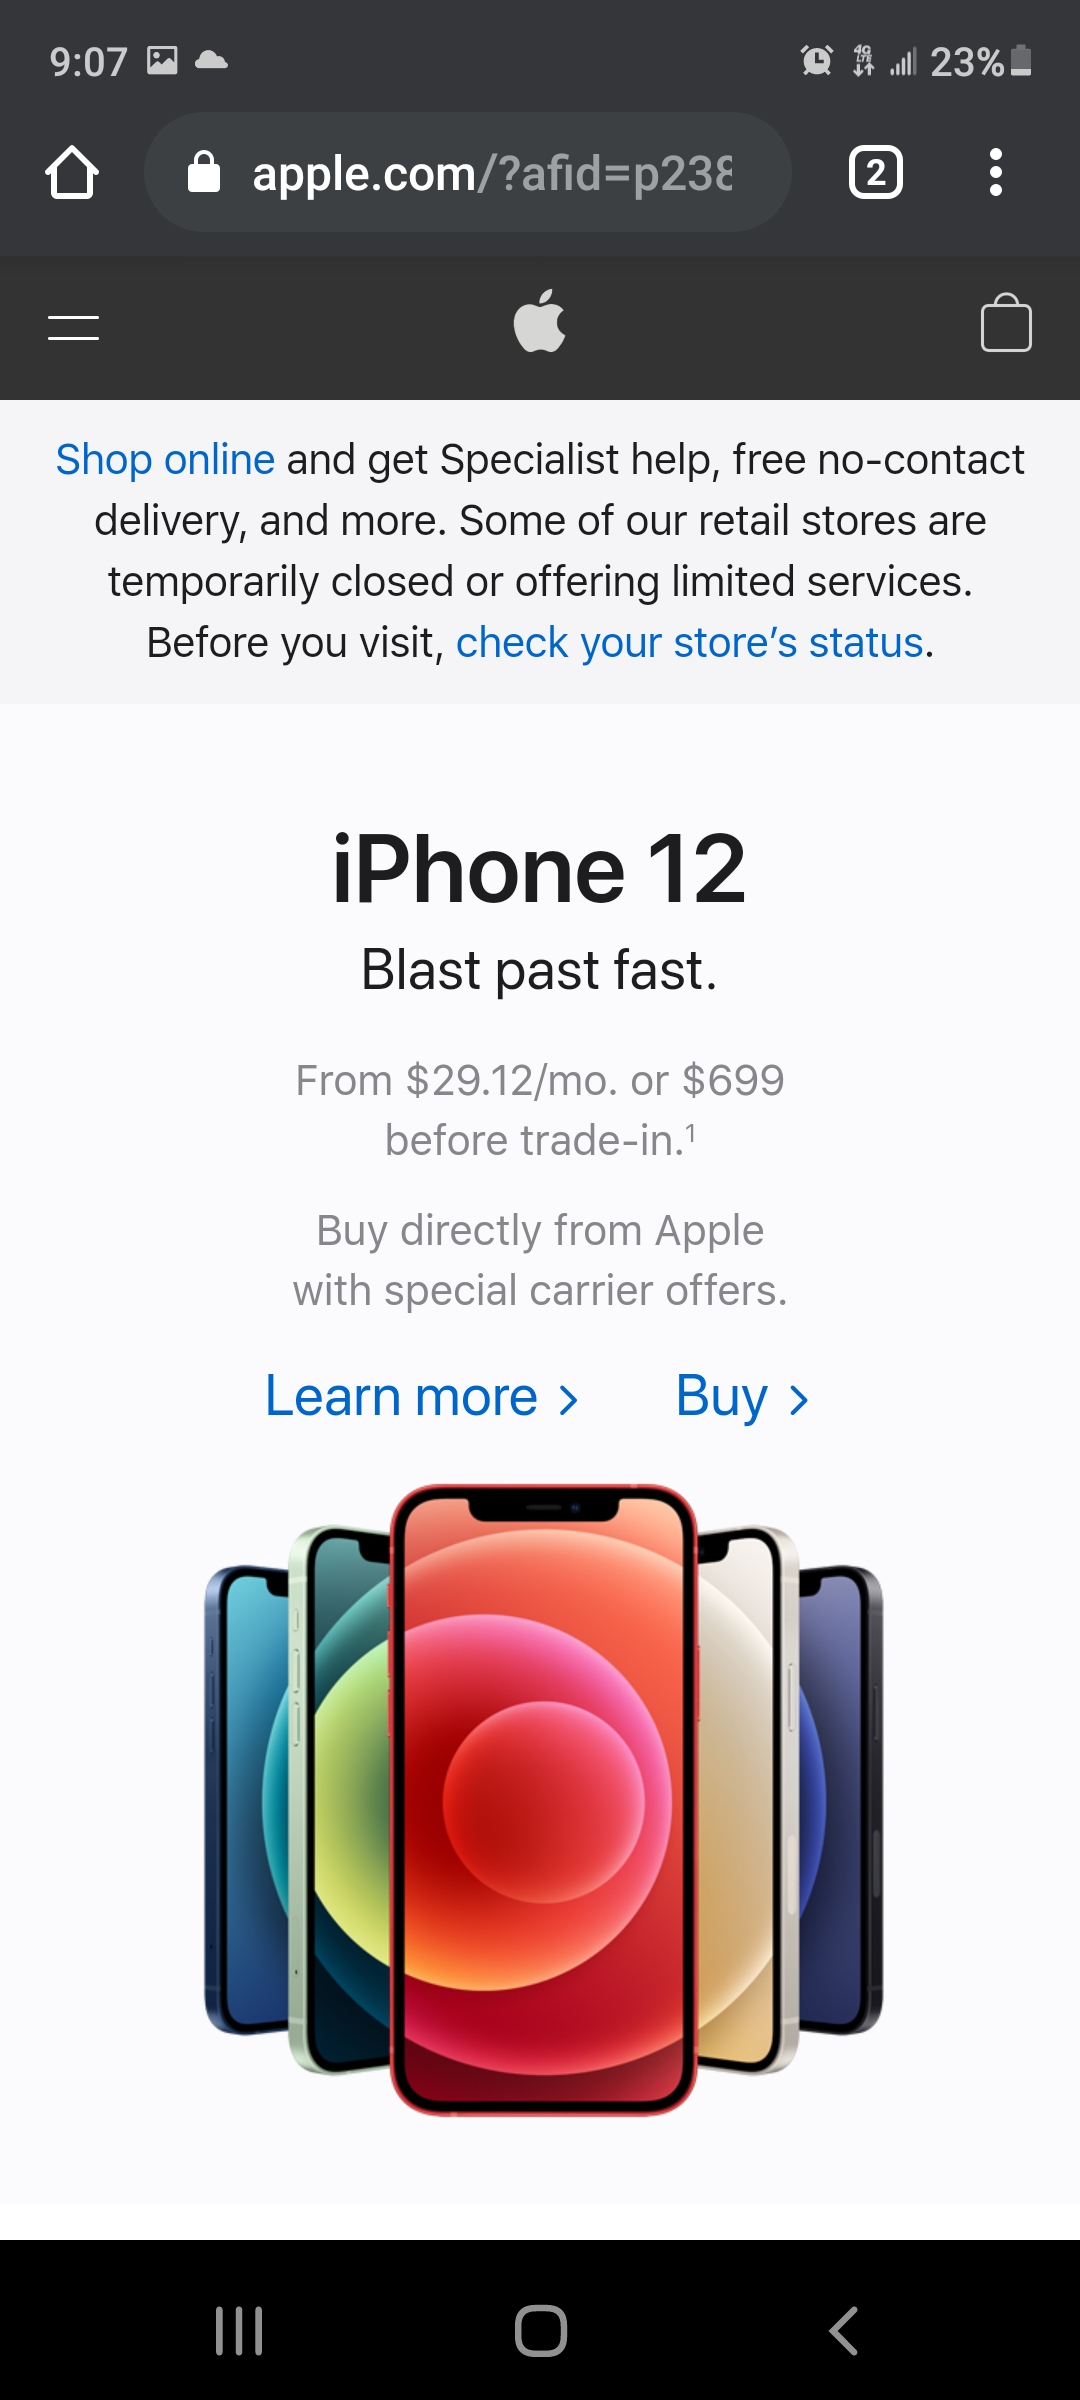 9:07 4G LTE 23%
apple.com/?afid=p238 2
Shop online and get Specialist help, free no-contact
delivery, and more. Some of our retail stores are
temporarily closed or offering limited services.
Before you visit, check your store’s status.
iPhone 12
Blast past fast.
From $29.12/mo. or $699
before trade-in.¹
Buy directly from Apple
with special carrier offers.
Learn more > Buy >